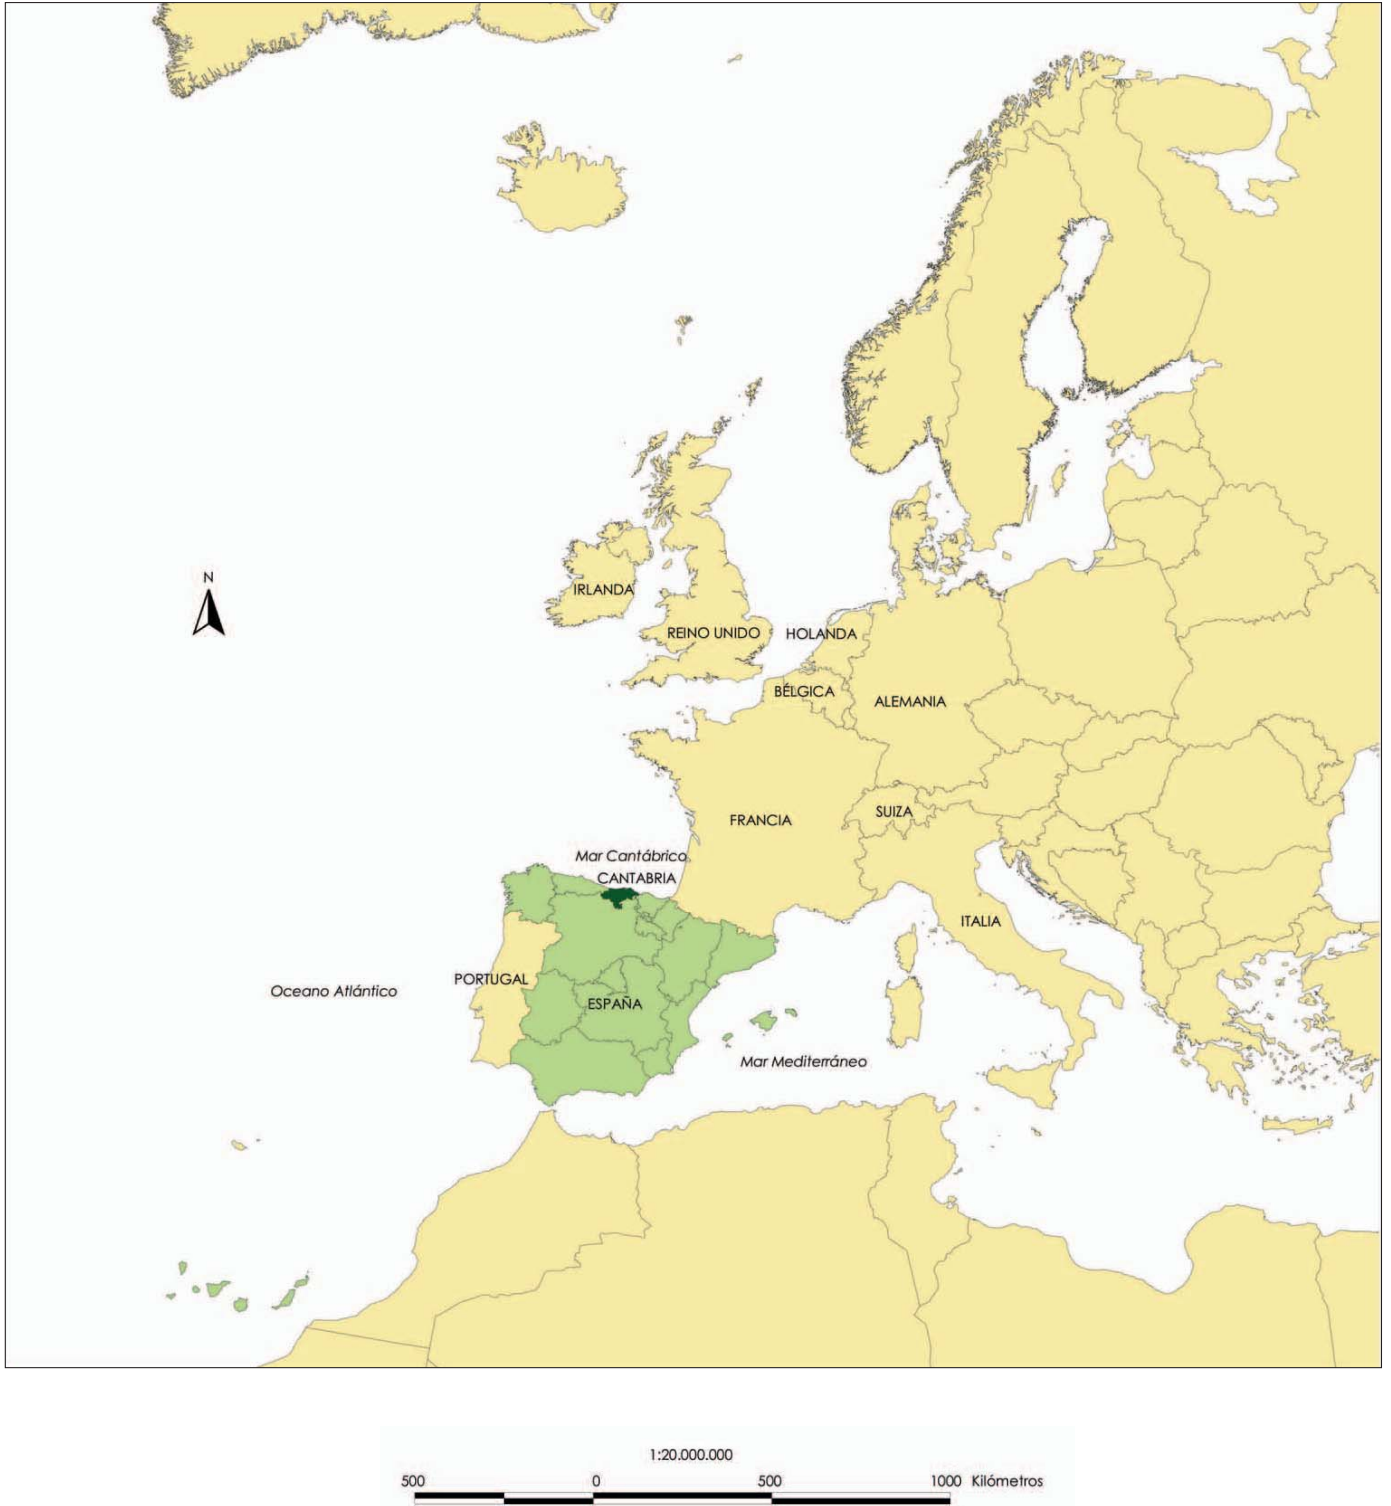 N
IRLANDA
REINO UNIDO
HOLANDA
BÉLGICA
ALEMANIA
FRANCIA
SUIZA
Mar Cantábrico
CANTABRIA
ITALIA
PORTUGAL
Oceano Atlántico
ESPAÑA
Mar Mediterráneo
1:20.000.000
500 0 500 1000 Kilómetros